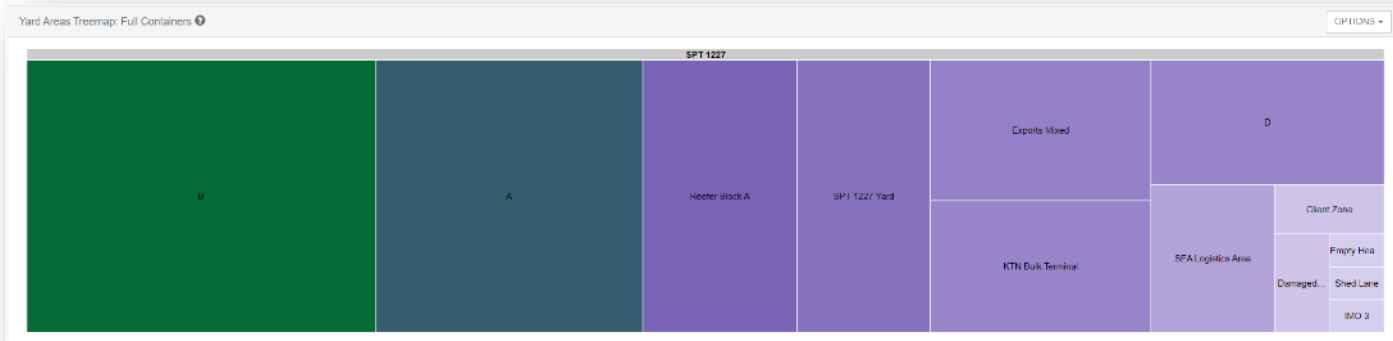 Yard Areas Treemap: Full Containers ?
OPTIONS
SPT 1227
B
A
Reefer Block A
SPT 1227 Yard
Exports Mixed
KTN Bulk Terminal
D
SEA Logistics Area
Client Zone
Damaged...
Empty Hea
Shed Lane
IMO 3